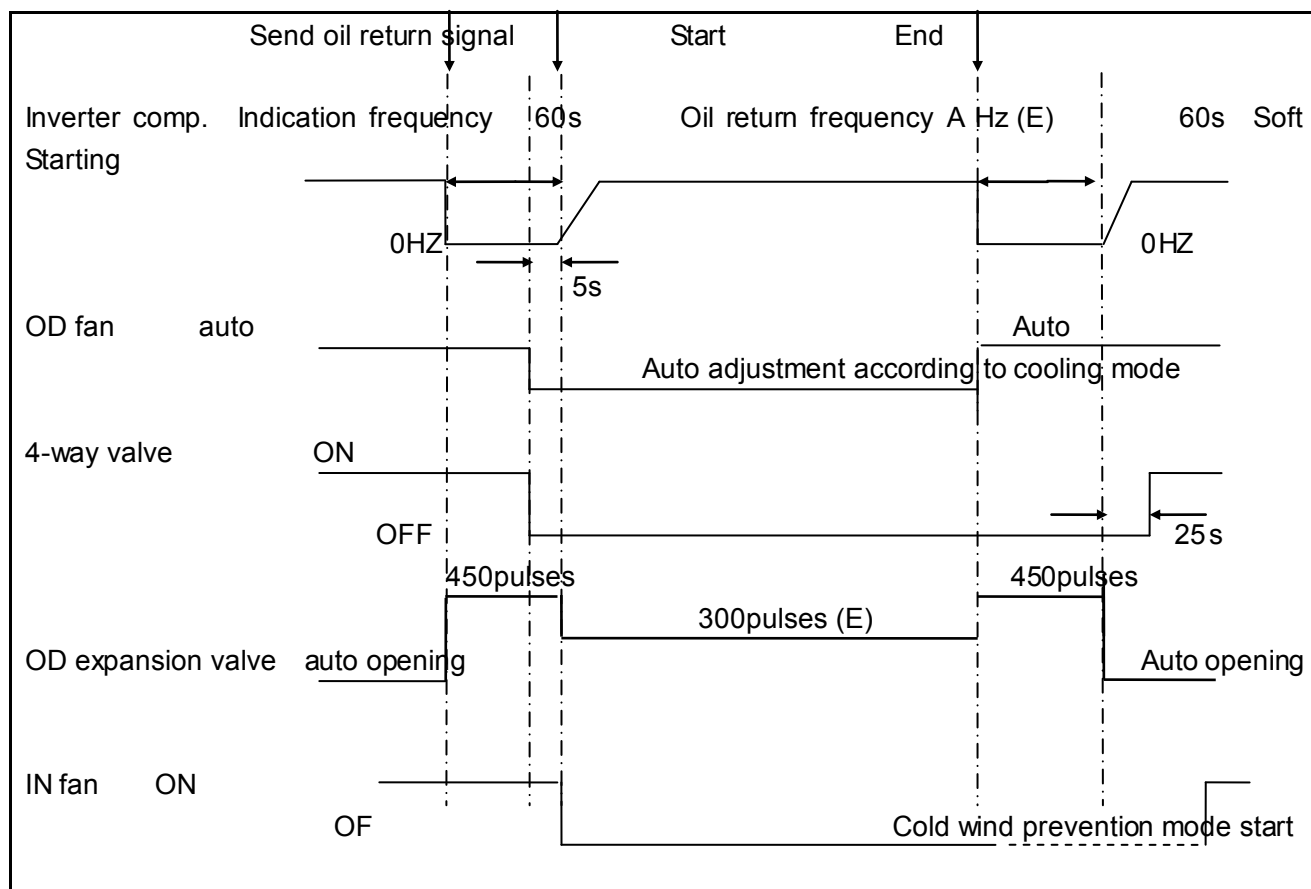 Send oil return signal Start End
Inverter comp. Indication frequency 60s Oil return frequency A Hz (E) 60s Soft
Starting
0HZ 0HZ
5s
OD fan auto Auto
Auto adjustment according to cooling mode
4-way valve ON
OFF 25s
450pulses 450pulses
300pulses (E)
OD expansion valve auto opening Auto opening
IN fan ON
OF Cold wind prevention mode start